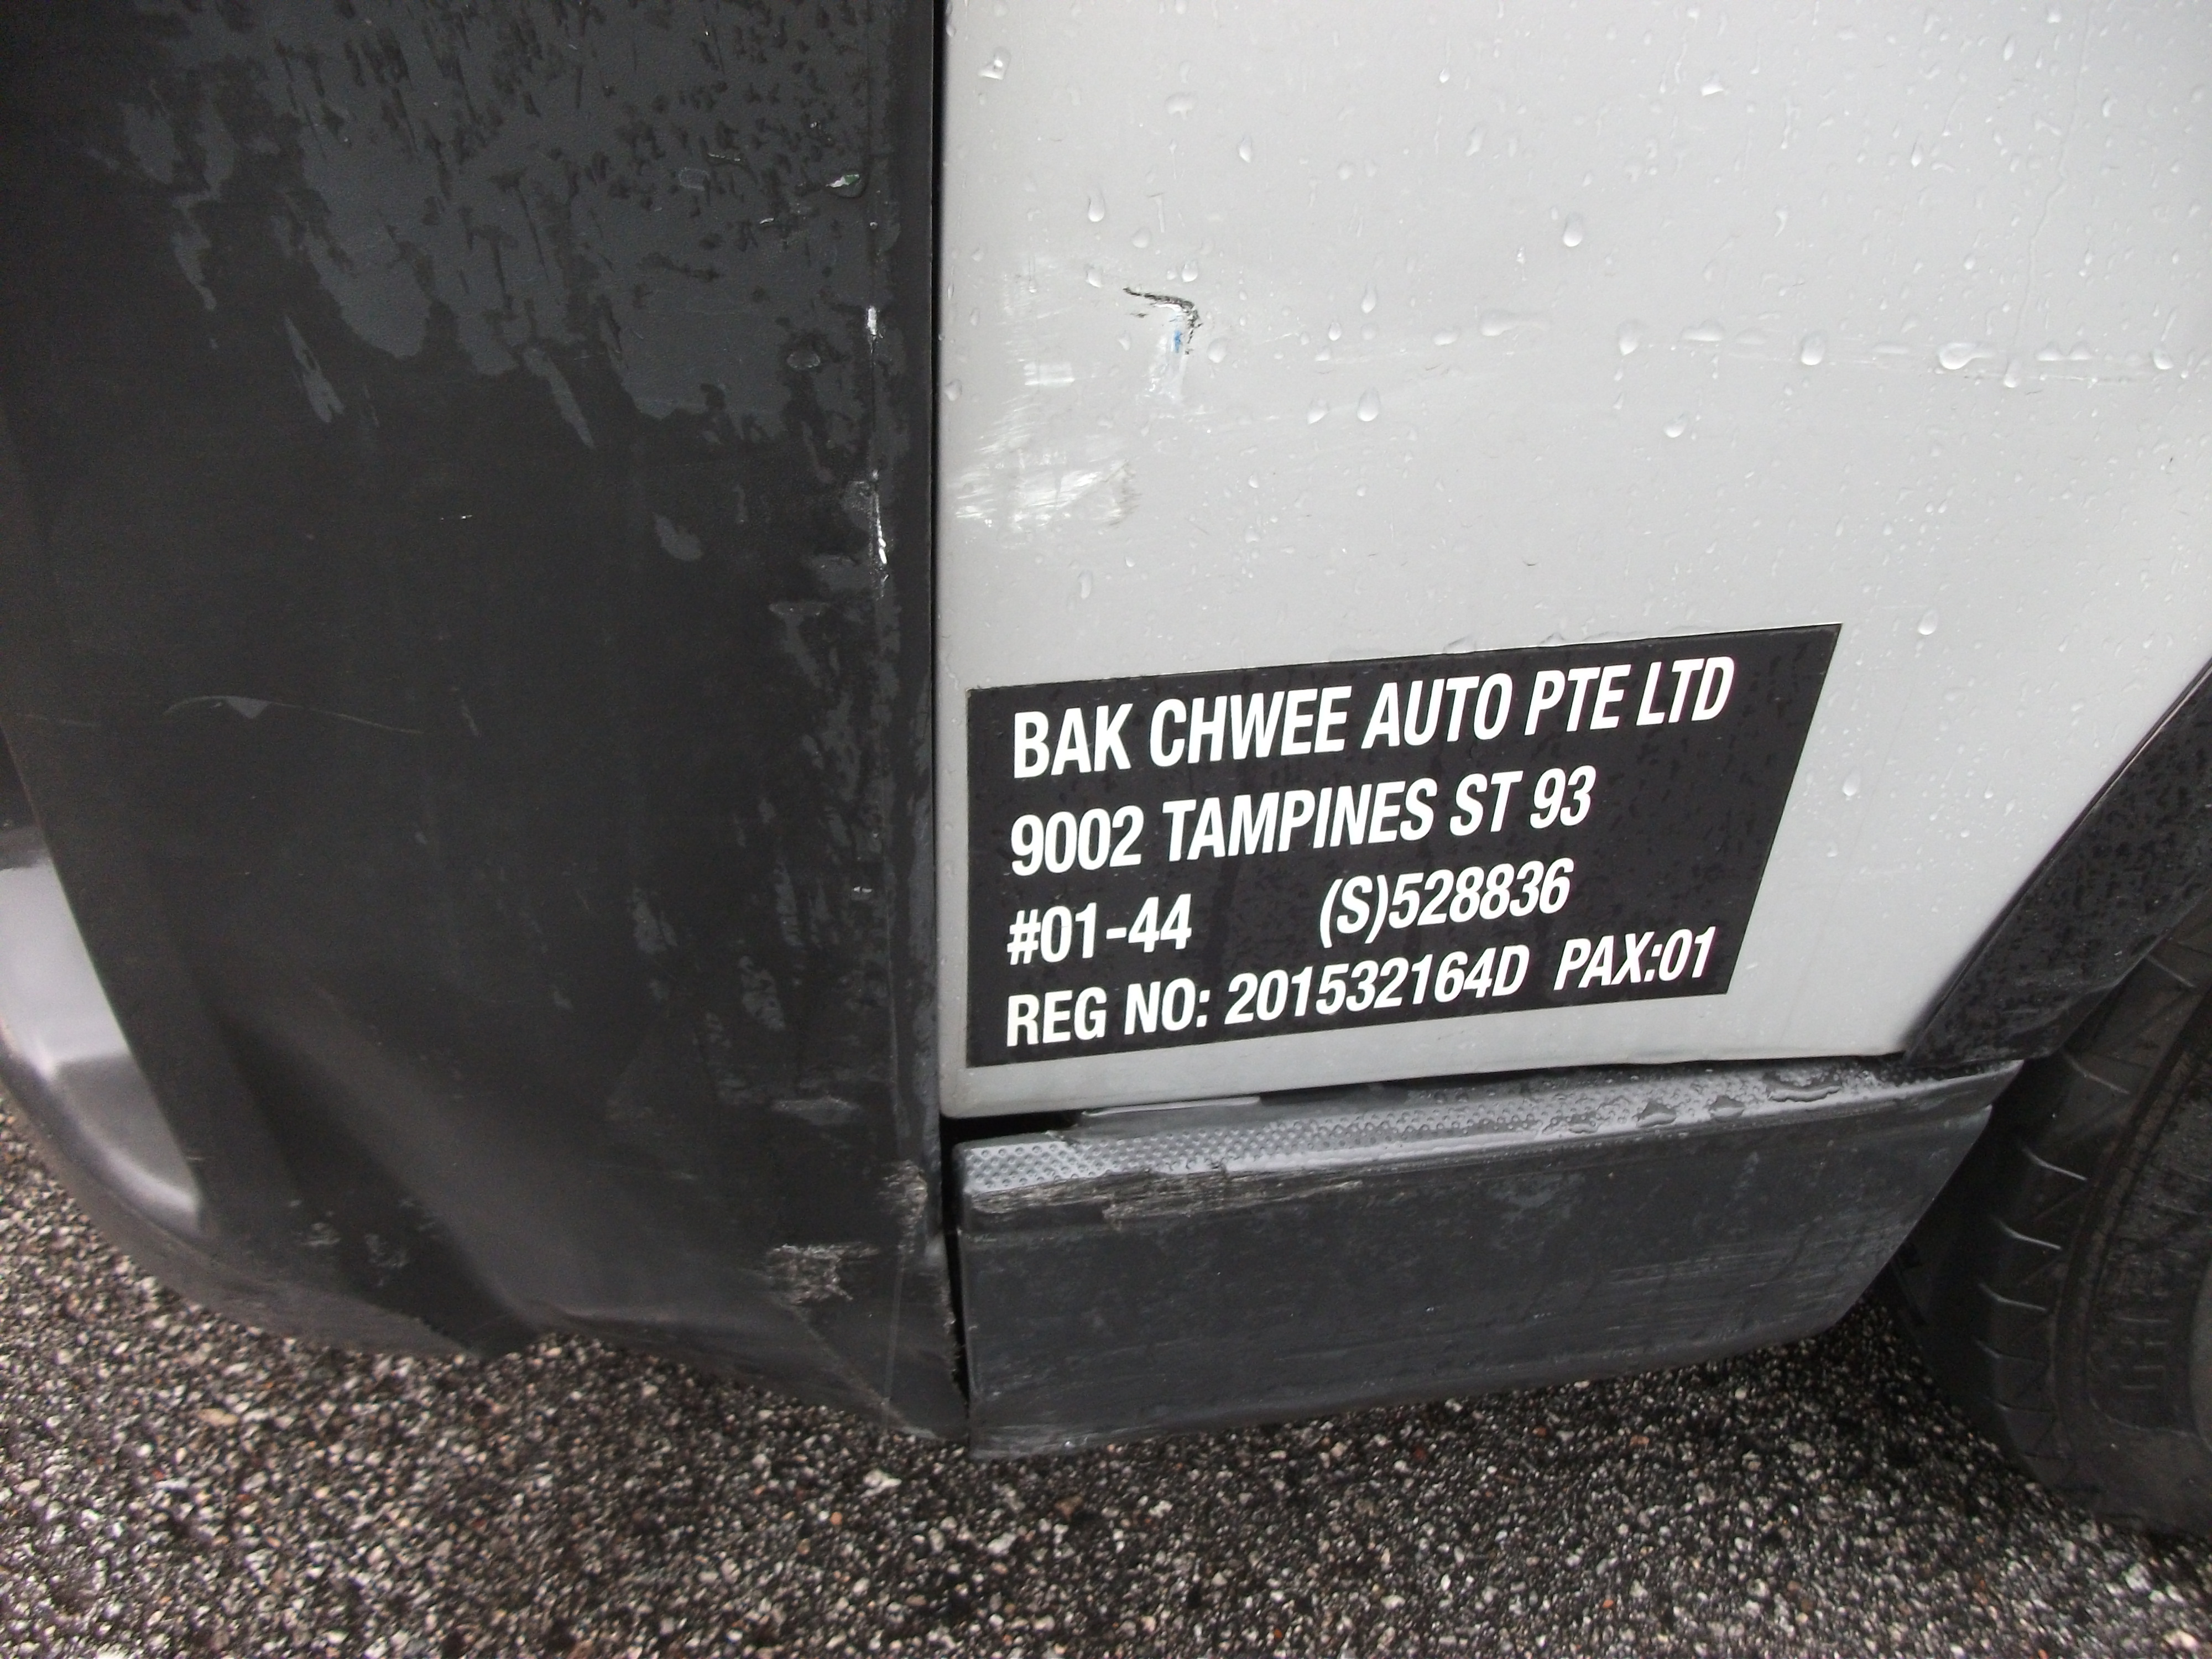 BAK CHWEE AUTO PTE LTD
9002 TAMPINES ST 93
#01-44 (S)528836
REG NO: 201532164D PAX:01